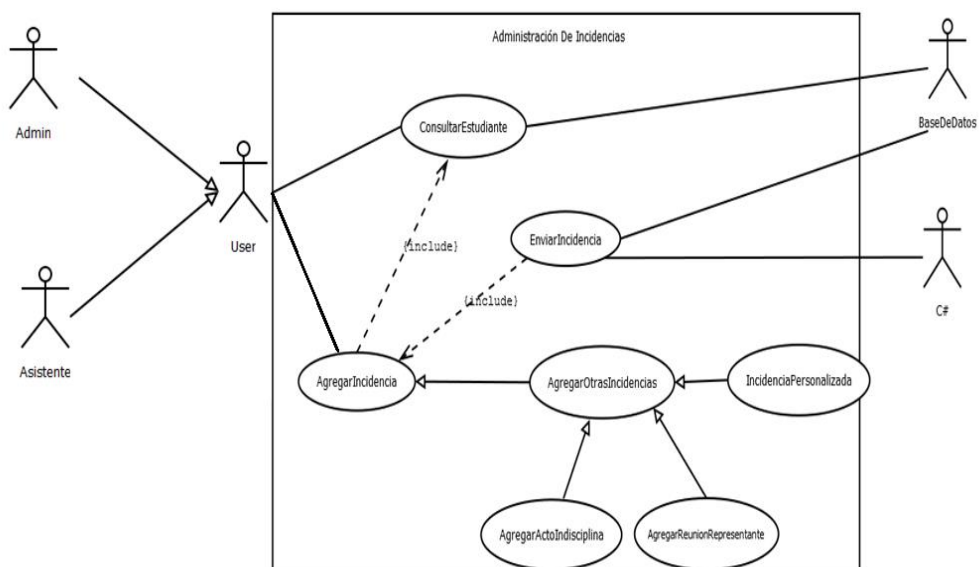 Administración De Incidencias
Admin
ConsultarEstudiante
BaseDeDatos
User
{include}
EnviarIncidencia
{include}
C#
Asistente
AgregarIncidencia
AgregarOtrasIncidencias
IncidenciaPersonalizada
AgregarActoIndisciplina
AgregarReunionRepresentante